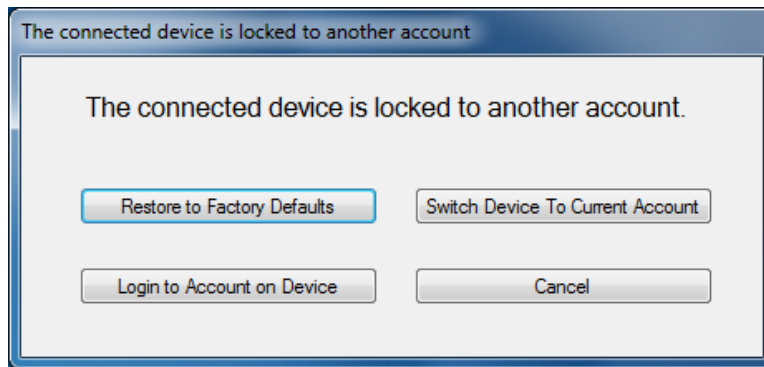 The connected device is locked to another account
The connected device is locked to another account.
Restore to Factory Defaults
Switch Device To Current Account
Login to Account on Device
Cancel